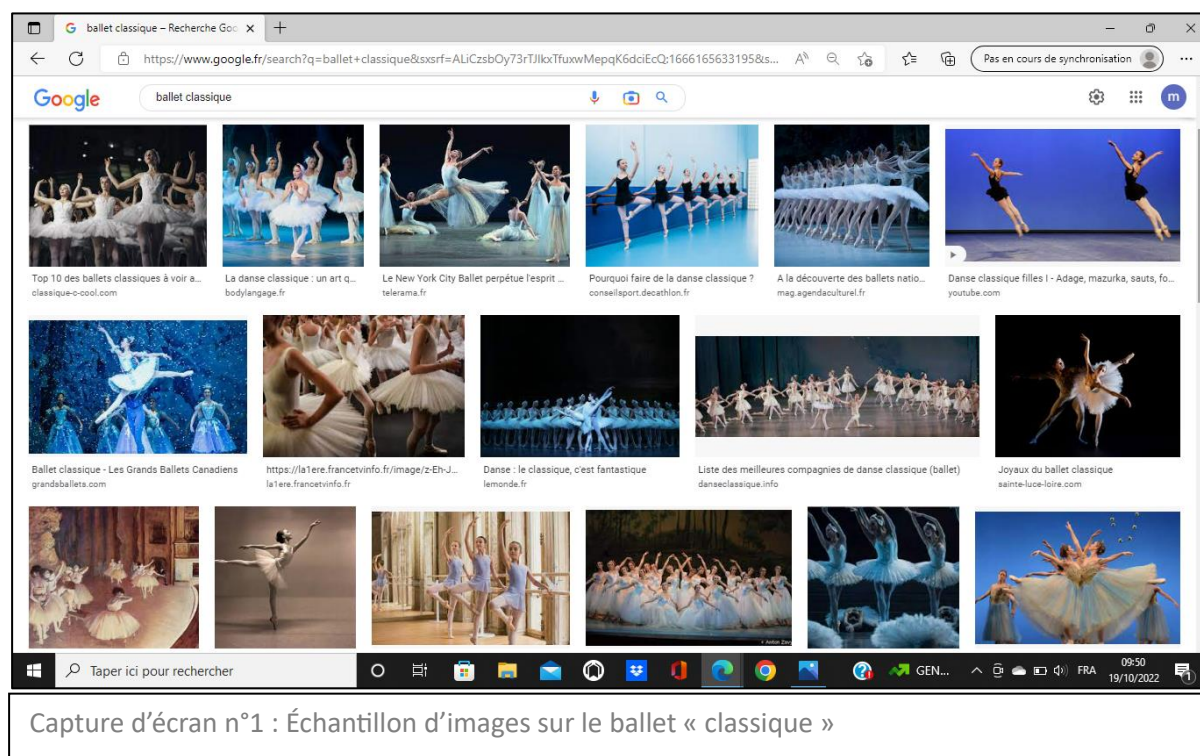 ballet classique – Recherche Goo
https://www.google.fr/search?q=ballet+classique&sxsrf=ALiCzsbOy73rTJIkxTfuxwMepqK6dciEcQ:1666165633195&s...
Pas en cours de synchronisation
Google
ballet classique
m
Top 10 des ballets classiques à voir a...
classique-c-cool.com
La danse classique : un art q...
bodylangage.fr
Le New York City Ballet perpétue l'esprit ...
telerama.fr
Pourquoi faire de la danse classique ?
conseilsport.decathlon.fr
A la découverte des ballets natio...
mag.agendaculturel.fr
Danse classique filles I - Adage, mazurka, sauts, fo...
youtube.com
Ballet classique - Les Grands Ballets Canadiens
grandsballets.com
https://la1ere.francetvinfo.fr/image/z-Eh-J...
la1ere.francetvinfo.fr
Danse : le classique, c'est fantastique
lemonde.fr
Liste des meilleures compagnies de danse classique (ballet)
danseclassique.info
Joyaux du ballet classique
sainte-luce-loire.com
Taper ici pour rechercher
GEN...
FRA
09:50
19/10/2022
Capture d'écran n°1 : Échantillon d'images sur le ballet « classique »